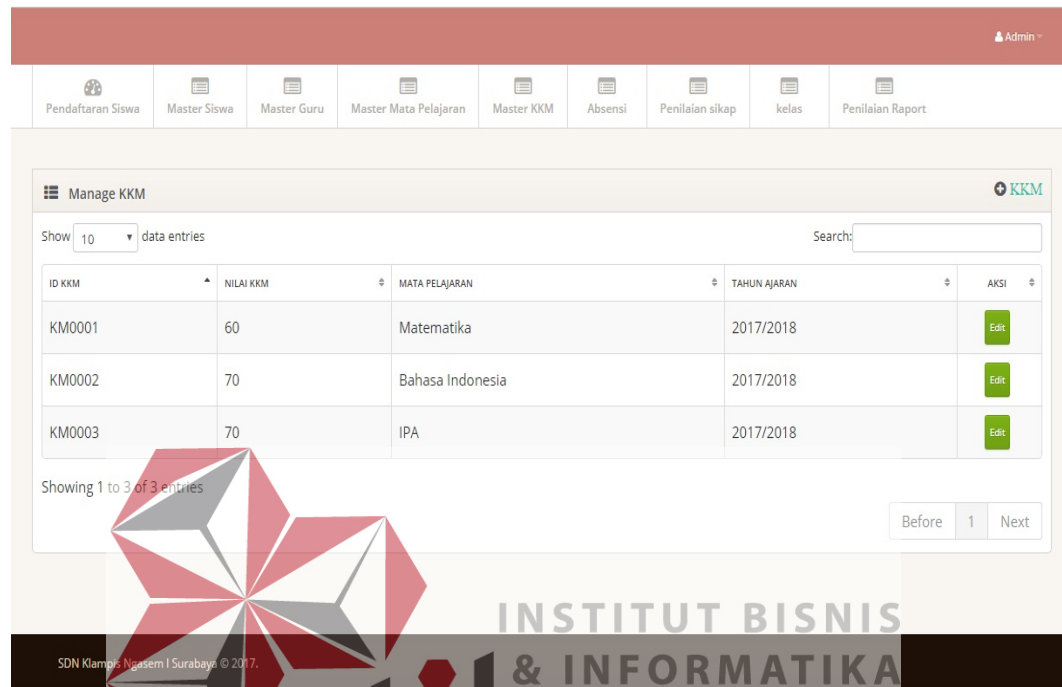 Admin
Pendaftaran Siswa Master Siswa Master Guru Master Mata Pelajaran Master KKM Absensi Penilaian sikap kelas Penilaian Raport
Manage KKM KKM
Show 10 data entries Search:
ID KKM NILAI KKM MATA PELAJARAN TAHUN AJARAN AKSI
KM0001 60 Matematika 2017/2018 Edit
KM0002 70 Bahasa Indonesia 2017/2018 Edit
KM0003 70 IPA 2017/2018 Edit
Showing 1 to 3 of 3 entries
Before 1 Next
INSTITUT BISNIS
& INFORMATIKA
SDN Klampis Ngasem I Surabaya © 2017.